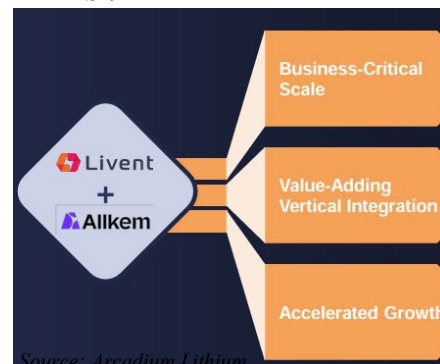 Livent
+
Allkem
Business-Critical
Scale
Value-Adding
Vertical Integration
Accelerated Growth
Source: Arcadium Lithium